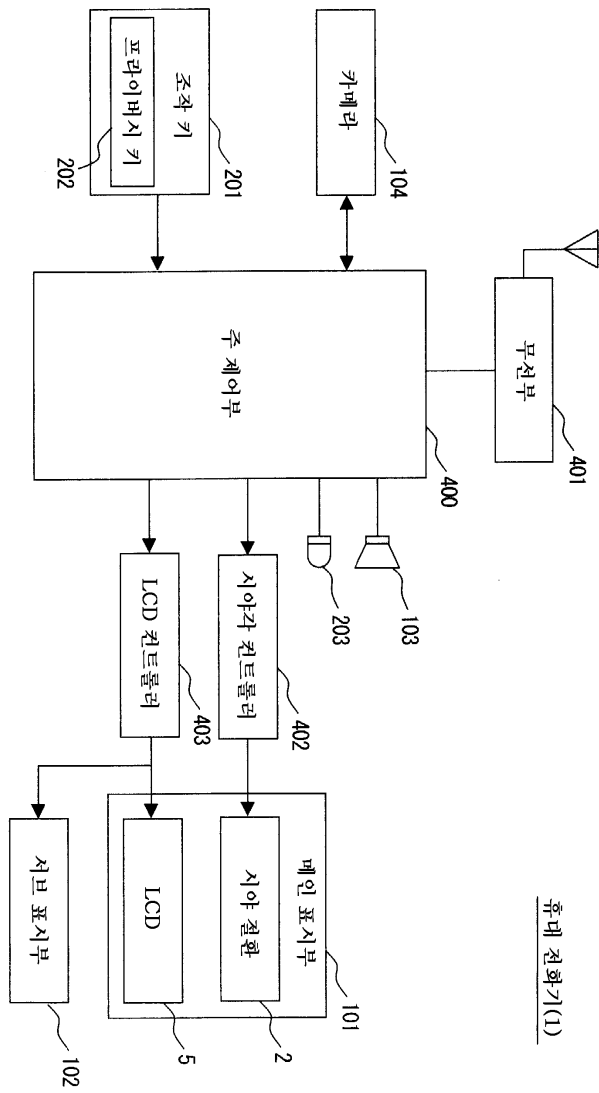 휴대 전화기(1)
무선부
401
카메라
104
조작 키
201
프라이버시 키
202
주 제어부
400
103
203
시야각 컨트롤러
402
LCD 컨트롤러
403
메인 표시부
101
시야 절환
2
LCD
5
서브 표시부
102